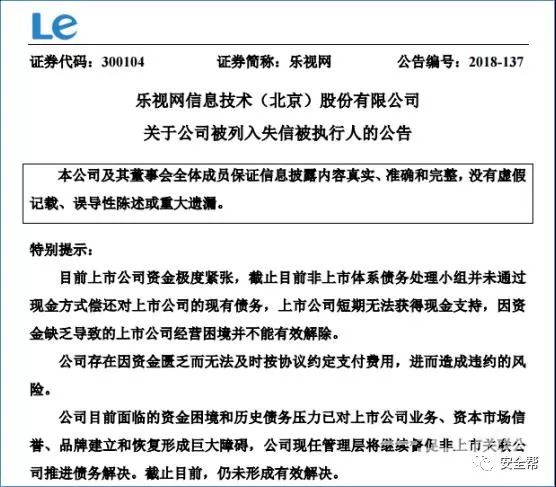 Le
证券代码：300104 证券简称：乐视网 公告编号：2018-137
乐视网信息技术（北京）股份有限公司
关于公司被列入失信被执行人的公告
本公司及其董事会全体成员保证信息披露内容真实、准确和完整，没有虚假
记载、误导性陈述或重大遗漏。
特别提示：
目前上市公司资金极度紧张，截止目前非上市体系债务处理小组并未通过
现金方式偿还对上市公司的现有债务，上市公司短期无法获得现金支持，因资
金缺乏导致的上市公司经营困境并不能有效解除。
公司存在因资金匮乏而无法及时按协议约定支付费用，进而造成违约的风
险。
公司目前面临的资金困境和历史债务压力已对上市公司业务、资本市场信
誉、品牌建立和恢复形成巨大障碍，公司现任管理层将继续督促非上市关联公
司推进债务解决。截止目前，仍未形成有效解决。
安全帮